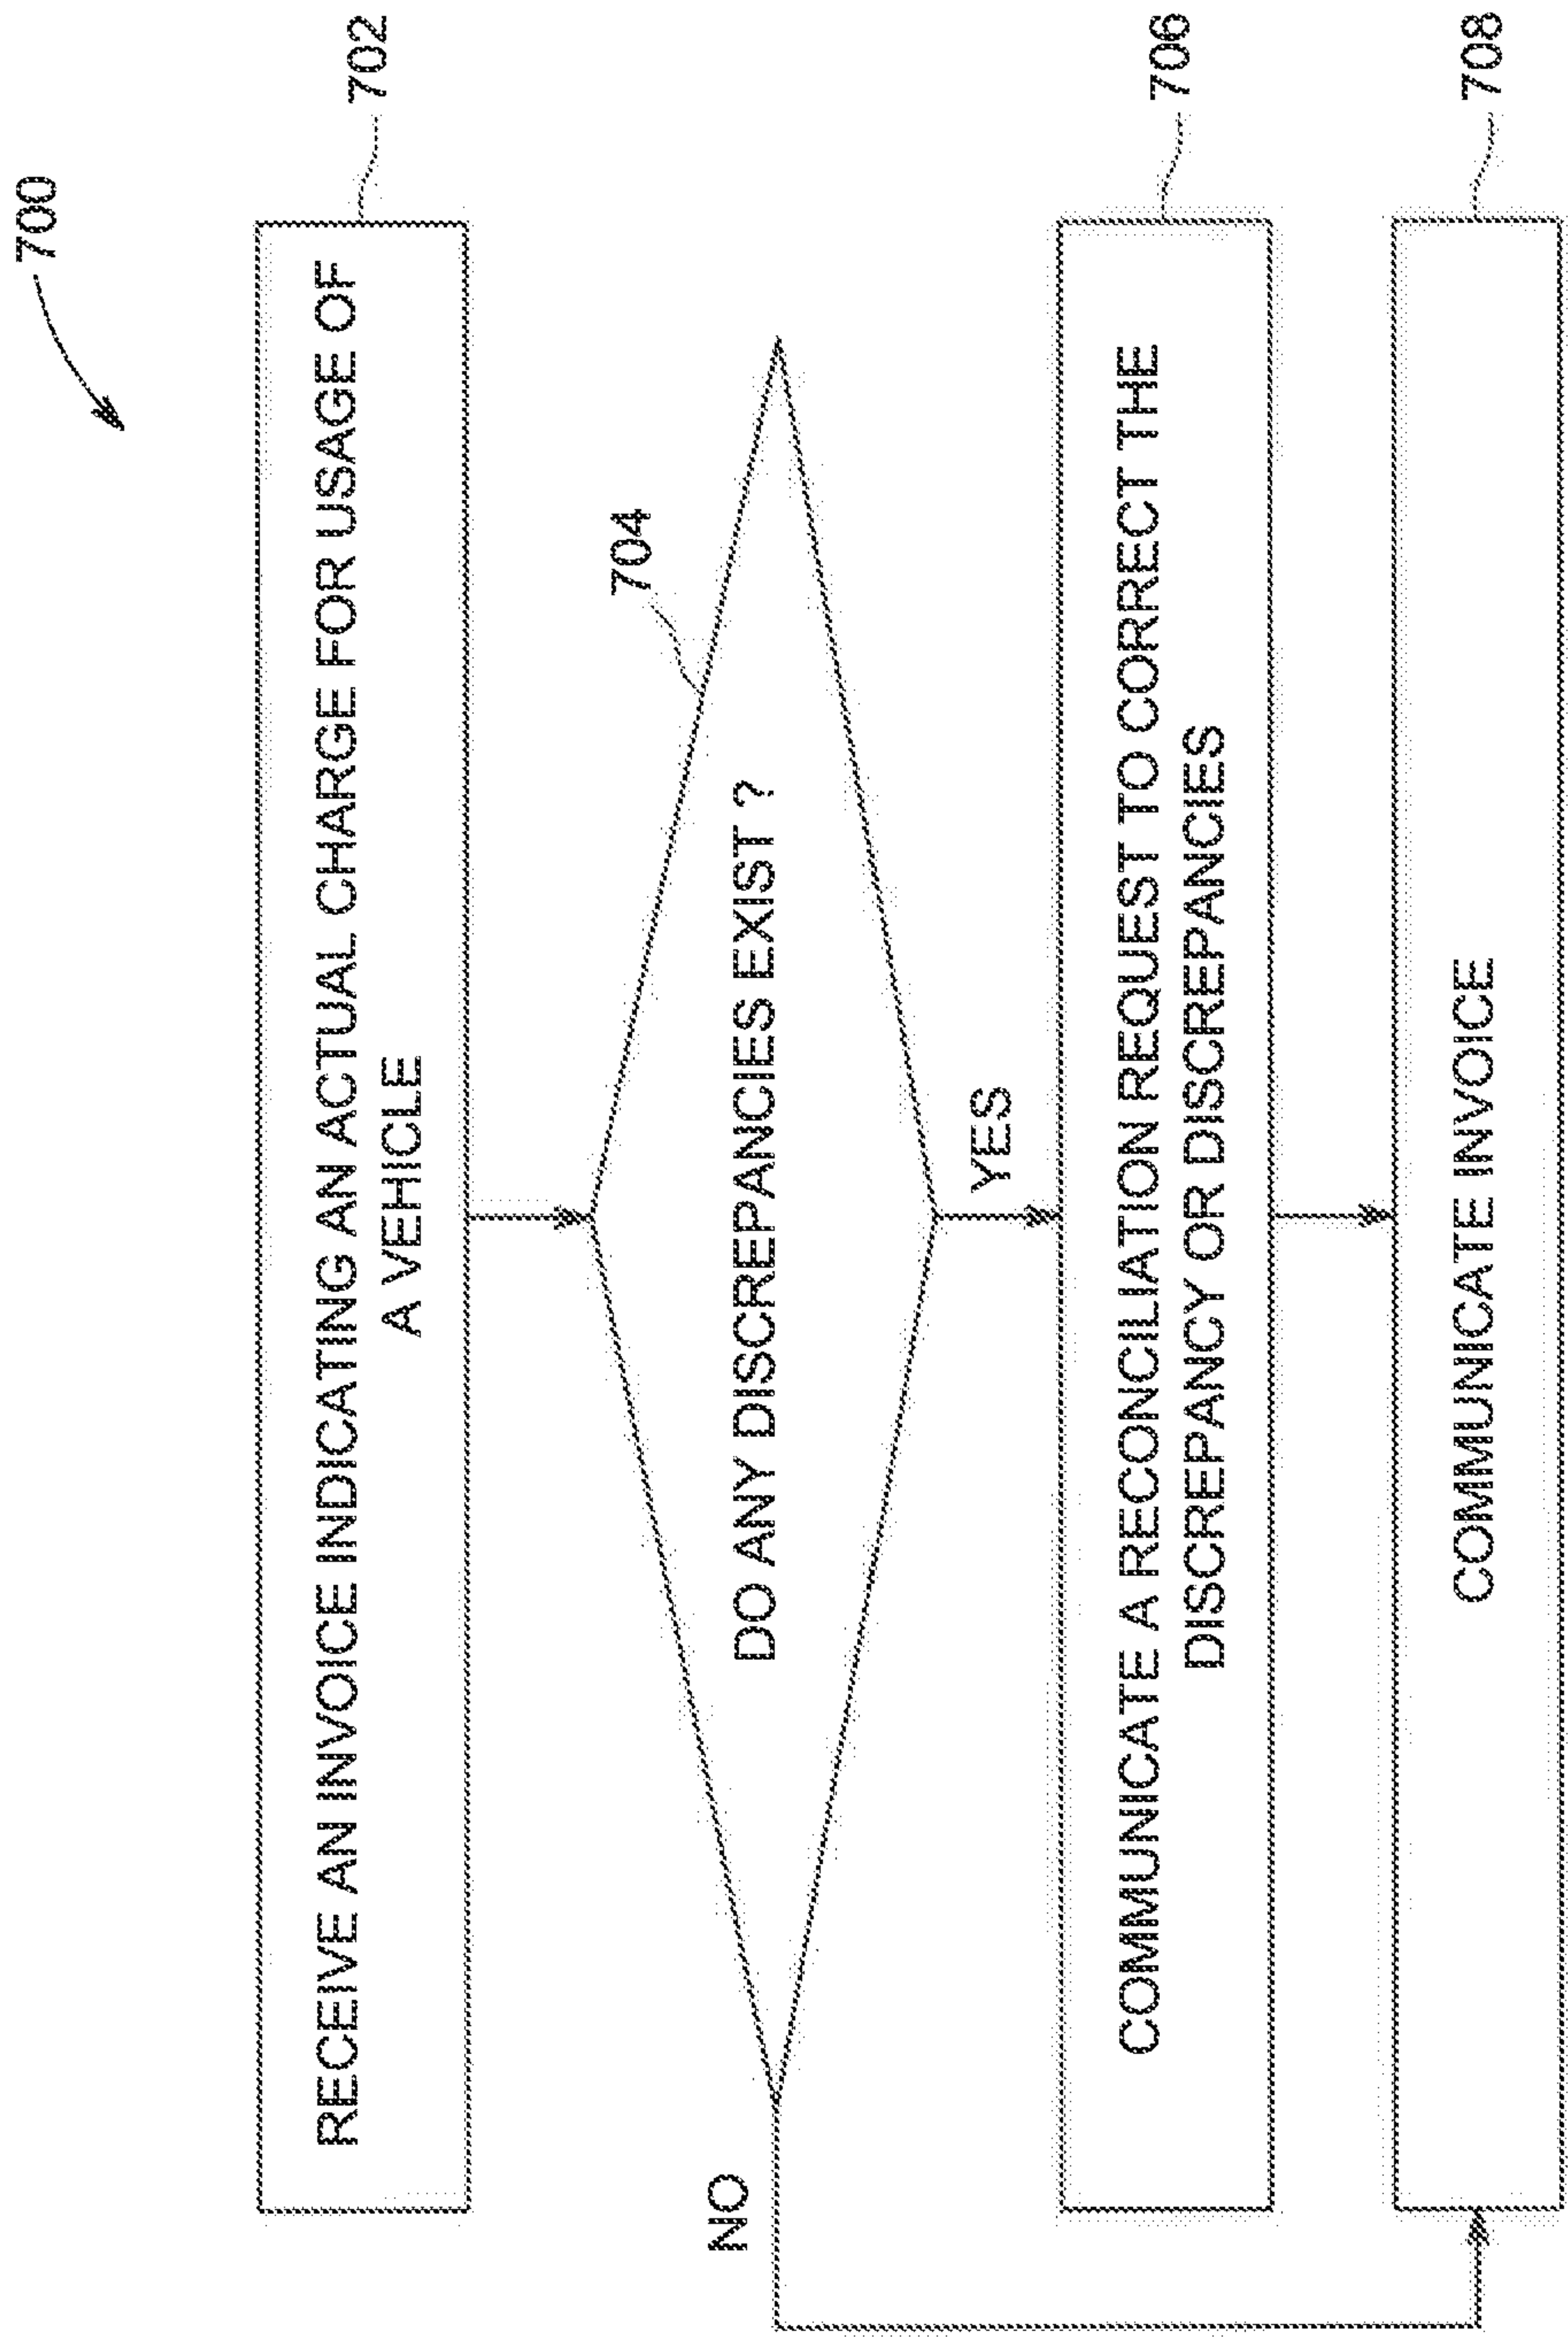 700
RECEIVE AN INVOICE INDICATING AN ACTUAL CHARGE FOR USAGE OF
A VEHICLE
702
704
DO ANY DISCREPANCIES EXIST ?
NO
YES
COMMUNICATE A RECONCILIATION REQUEST TO CORRECT THE
DISCREPANCY OR DISCREPANCIES
706
COMMUNICATE INVOICE
708